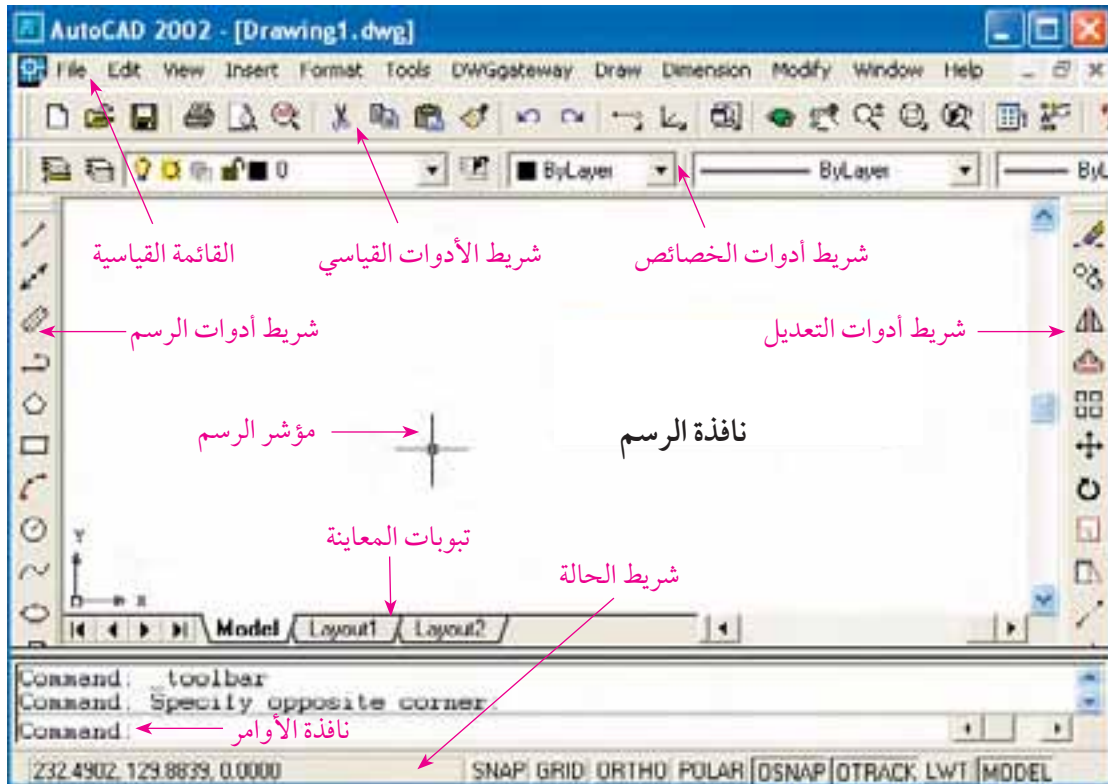 AutoCAD 2002 - [Drawing1.dwg]
File Edit View Insert Format Tools DWGgateway Draw Dimension Modify Window Help
0 ByLayer ByLayer ByL
القائمة القياسية
شريط الأدوات القياسي
شريط أدوات الخصائص
شريط أدوات الرسم
شريط أدوات التعديل
مؤشر الرسم
نافذة الرسم
تبوبات المعاينة
شريط الحالة
Y
X
Model Layout1 Layout2
Command: _toolbar
Command: Specify opposite corner:
Command:
نافذة الأوامر
232.4902, 129.8839, 0.0000 SNAP GRID ORTHO POLAR OSNAP OTRACK LWT MODEL